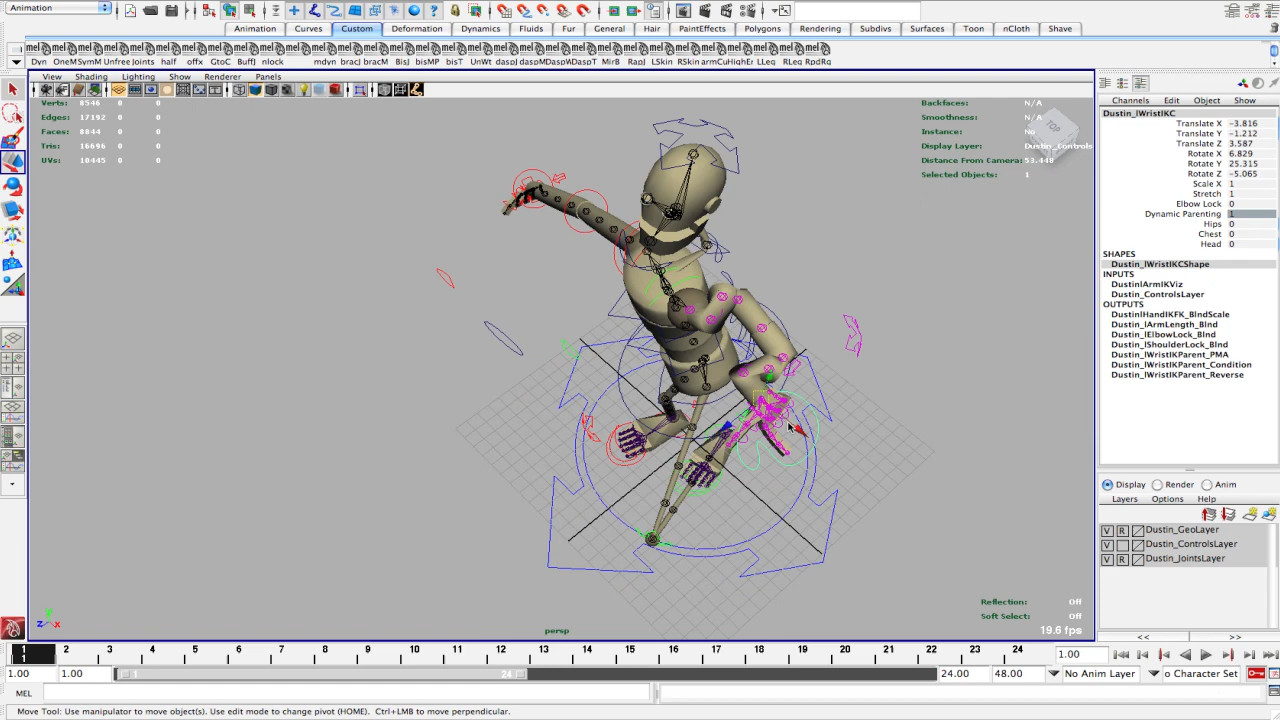 Animation
Animation Curves Custom Deformation Dynamics Fluids Fur General Hair PaintEffects Polygons Rendering Subdivs Surfaces Toon nCloth Shave
Dyn OneM SymM Unfree Joints half offx GtoC BuffJ nlock mdyn bracJ bracM BisJ bisMP bisT UnWt daspJ daspM DaspW DaspT MirB RapJ LSkin RSkin armCu HighEr LLeg RLeq RpdRq
View Shading Lighting Show Renderer Panels
Verts: 8546 0 0
Edges: 17192 0 0
Faces: 8844 0 0
Tris: 16696 0 0
UVs: 10445 0 0
Backfaces: N/A
Smoothness: N/A
Instance: No
Display Layer: Dustin_Controls
Distance From Camera: 53.448
Selected Objects: 1
TOP
Channels Edit Object Show
Dustin_lWristIKC
Translate X -3.816
Translate Y -1.212
Translate Z 3.587
Rotate X 6.829
Rotate Y 25.315
Rotate Z -5.065
Scale X 1
Stretch 1
Elbow Lock 0
Dynamic Parenting 1
Hips 0
Chest 0
Head 0
SHAPES
Dustin_lWristIKCShape
INPUTS
DustinlArmIKViz
Dustin_ControlsLayer
OUTPUTS
DustinlHandIKFK_BlndScale
Dustin_lArmLength_Blnd
Dustin_lElbowLock_Blnd
Dustin_lShoulderLock_Blnd
Dustin_lWristIKParent_PMA
Dustin_lWristIKParent_Condition
Dustin_lWristIKParent_Reverse
Display Render Anim
Layers Options Help
V R Dustin_GeoLayer
V Dustin_ControlsLayer
V R Dustin_JointsLayer
<< >>
Reflection: Off
Soft Select: Off
19.6 fps
persp
y
z x
1 2 3 4 5 6 7 8 9 10 11 12 13 14 15 16 17 18 19 20 21 22 23 24
1 1.00
1.00 1.00 1 24 24.00 48.00 No Anim Layer o Character Set
MEL
Move Tool: Use manipulator to move object(s). Use edit mode to change pivot (HOME). Ctrl+LMB to move perpendicular.